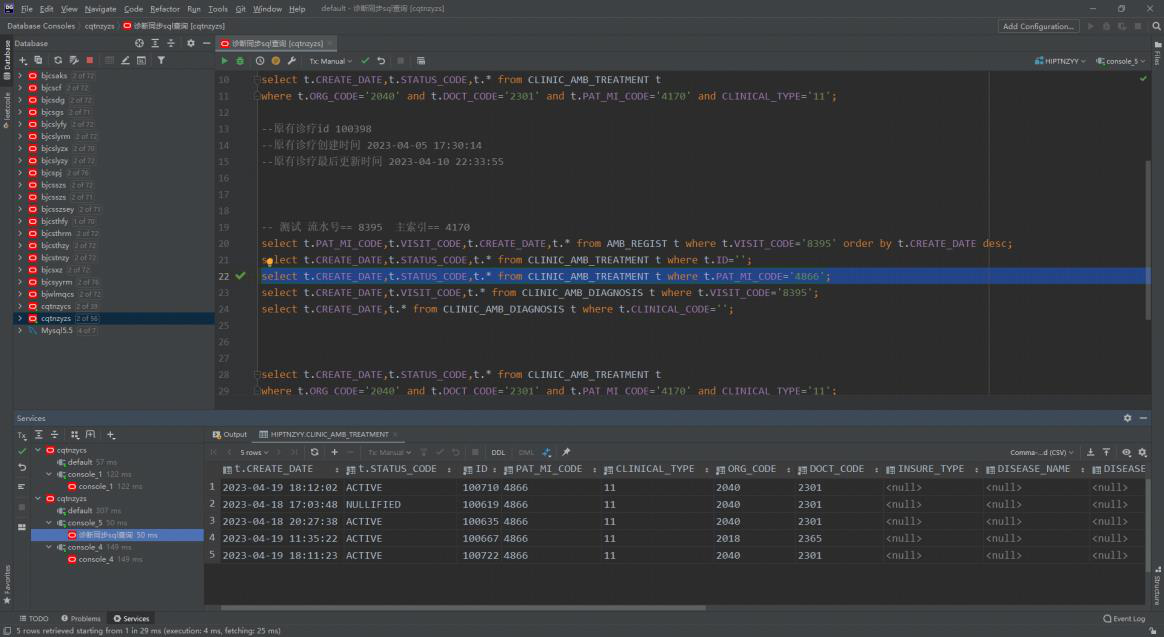 File Edit View Navigate Code Refactor Run Tools Git Window Help default - 诊断同步sql查询 [cqtnzyzs]
Database Consoles cqtnzyzs 诊断同步sql查询 [cqtnzyzs] Add Configuration...
Database
诊断同步sql查询 [cqtnzyzs]
Tx: Manual HIPTNZYY console_5
Database
leetcode
Files
bjcsaks 2 of 72
bjcscf 2 of 72
bjcsdg 2 of 72
bjcsgs 2 of 71
bjcslyfy 2 of 72
bjcslyrm 2 of 72
bjcslyzx 2 of 70
bjcslyzy 2 of 72
bjcspj 2 of 76
bjcsszs 2 of 72
bjcsszs 2 of 71
bjcsszsey 2 of 71
bjcsthfy 1 of 70
bjcsthrm 2 of 72
bjcsthzy 2 of 72
bjcstnzy 2 of 72
bjcsxz 2 of 72
bjcsyyrm 2 of 76
bjwlmqcs 2 of 72
cqtnzycs 2 of 39
cqtnzyzs 2 of 56
Mysql5.5 4 of 7
10 select t.CREATE_DATE,t.STATUS_CODE,t.* from CLINIC_AMB_TREATMENT t
11 where t.ORG_CODE='2040' and t.DOCT_CODE='2301' and t.PAT_MI_CODE='4170' and CLINICAL_TYPE='11';
12
13 --原有诊疗id 100398
14 --原有诊疗创建时间 2023-04-05 17:30:14
15 --原有诊疗最后更新时间 2023-04-10 22:33:55
16
17
18
19 -- 测试 流水号== 8395 主索引== 4170
20 select t.PAT_MI_CODE,t.VISIT_CODE,t.CREATE_DATE,t.* from AMB_REGIST t where t.VISIT_CODE='8395' order by t.CREATE_DATE desc;
21 select t.CREATE_DATE,t.STATUS_CODE,t.* from CLINIC_AMB_TREATMENT t where t.ID='';
22 select t.CREATE_DATE,t.STATUS_CODE,t.* from CLINIC_AMB_TREATMENT t where t.PAT_MI_CODE='4866';
23 select t.CREATE_DATE,t.VISIT_CODE,t.* from CLINIC_AMB_DIAGNOSIS t where t.VISIT_CODE='8395';
24 select t.CREATE_DATE,t.* from CLINIC_AMB_DIAGNOSIS t where t.CLINICAL_CODE='';
25
26
27
28 select t.CREATE_DATE,t.STATUS_CODE,t.* from CLINIC_AMB_TREATMENT t
29 where t.ORG_CODE='2040' and t.DOCT_CODE='2301' and t.PAT_MI_CODE='4170' and CLINICAL_TYPE='11';
Services
Tx
cqtnzycs
default 57 ms
console_1 122 ms
console_1 122 ms
cqtnzyzs
default 307 ms
console_5 50 ms
诊断同步sql查询 50 ms
console_4 149 ms
console_4 149 ms
Output HIPTNZYY.CLINIC_AMB_TREATMENT
5 rows Tx: Manual DDL DML Comma-...d (CSV)
t.CREATE_DATE t.STATUS_CODE ID PAT_MI_CODE CLINICAL_TYPE ORG_CODE DOCT_CODE INSURE_TYPE DISEASE_NAME DISEASE
1 2023-04-19 18:12:02 ACTIVE 100710 4866 11 2040 2301 <null> <null> <null>
2 2023-04-18 17:03:48 NULLIFIED 100619 4866 11 2040 2301 <null> <null> <null>
3 2023-04-18 20:27:38 ACTIVE 100635 4866 11 2040 2301 <null> <null> <null>
4 2023-04-19 11:35:22 ACTIVE 100667 4866 11 2018 2365 <null> <null> <null>
5 2023-04-19 18:11:23 ACTIVE 100722 4866 11 2040 2301 <null> <null> <null>
Favorites
Structure
TODO Problems Services Event Log
5 rows retrieved starting from 1 in 29 ms (execution: 4 ms, fetching: 25 ms)